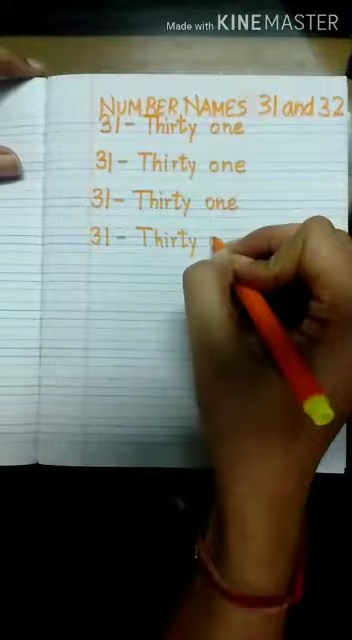 Made with KINEMASTER
NUMBER NAMES 31 and 32
31 - Thirty one
31 - Thirty one
31 - Thirty one
31 - Thirty